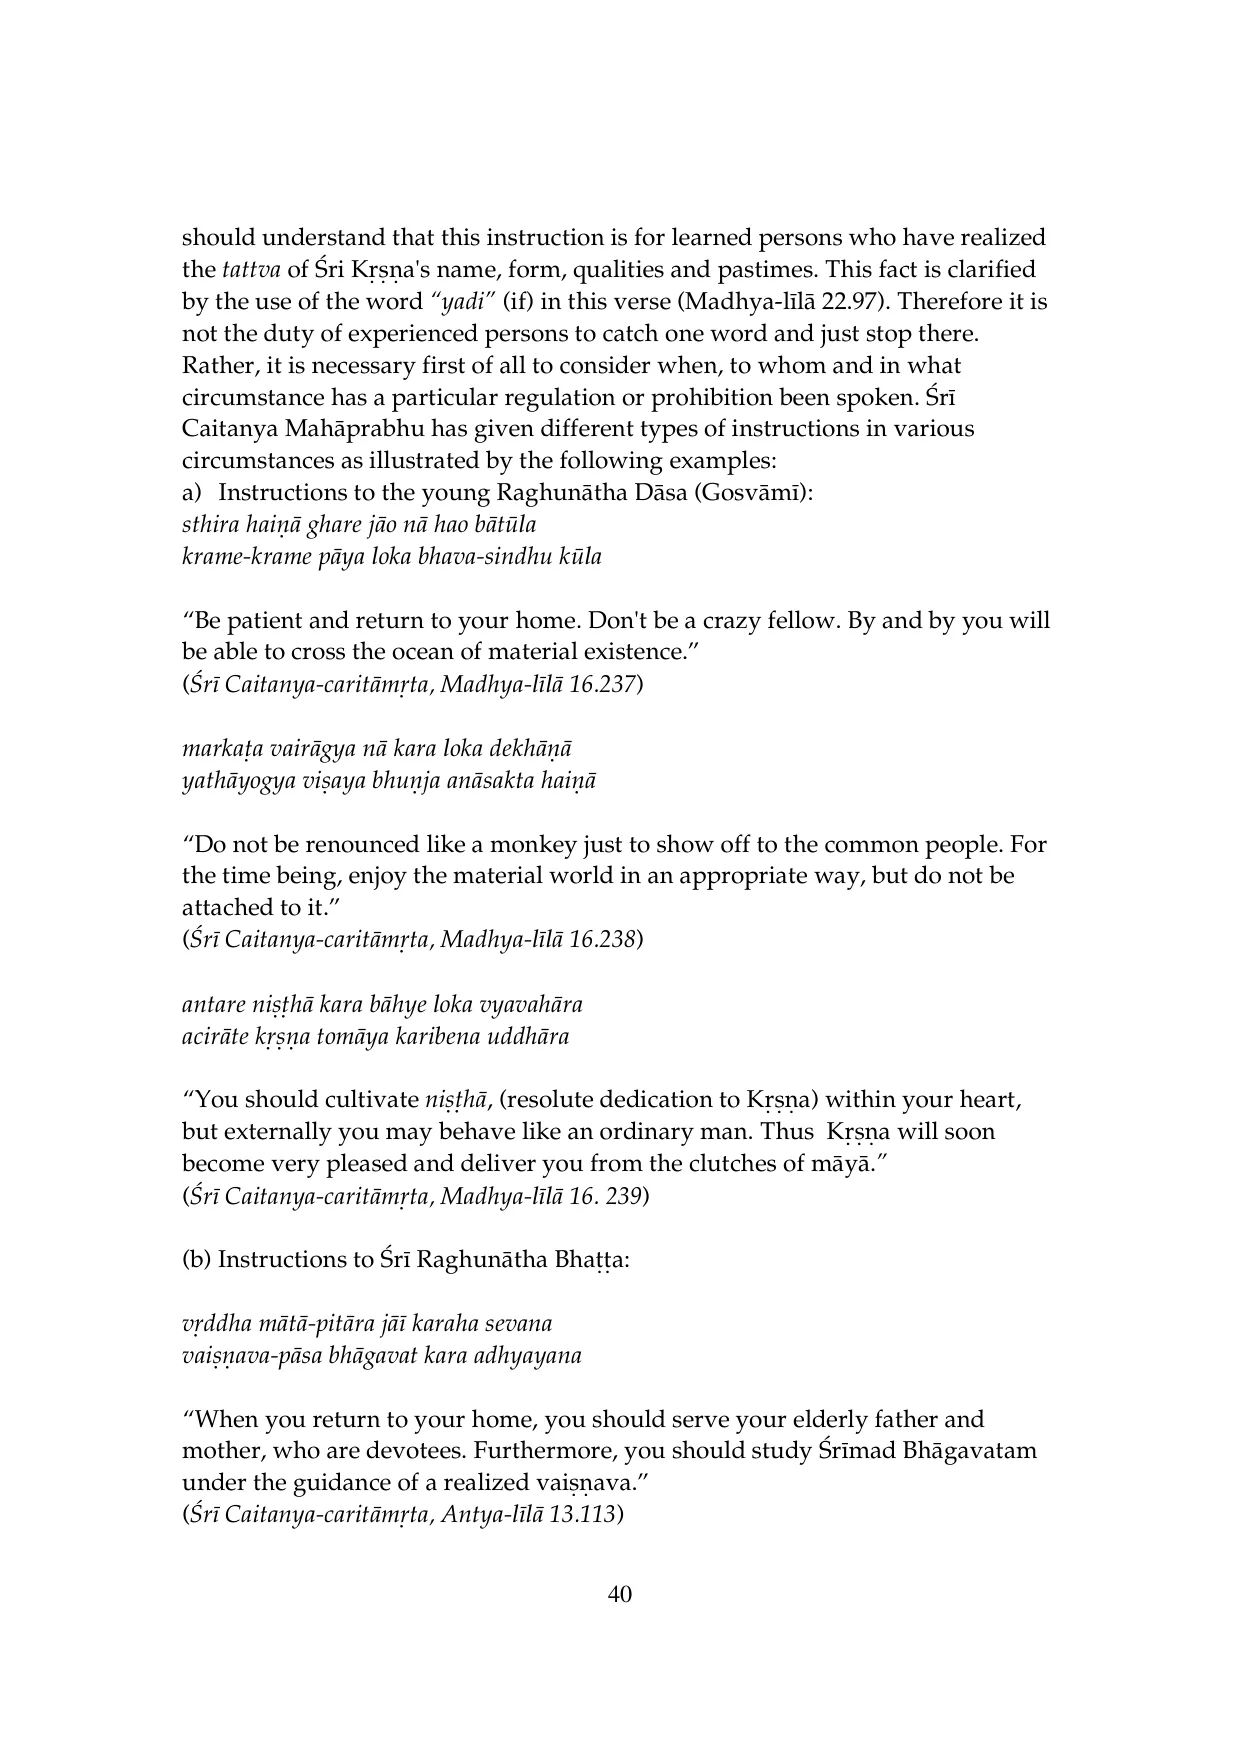 should understand that this instruction is for learned persons who have realized
the tattva of Śri Kṛṣṇa's name, form, qualities and pastimes. This fact is clarified
by the use of the word “yadi” (if) in this verse (Madhya-līlā 22.97). Therefore it is
not the duty of experienced persons to catch one word and just stop there.
Rather, it is necessary first of all to consider when, to whom and in what
circumstance has a particular regulation or prohibition been spoken. Śrī
Caitanya Mahāprabhu has given different types of instructions in various
circumstances as illustrated by the following examples:
a) Instructions to the young Raghunātha Dāsa (Gosvāmī):
sthira haiṇā ghare jāo nā hao bātūla
krame-krame pāya loka bhava-sindhu kūla
“Be patient and return to your home. Don't be a crazy fellow. By and by you will
be able to cross the ocean of material existence.”
(Śrī Caitanya-caritāmṛta, Madhya-līlā 16.237)
markaṭa vairāgya nā kara loka dekhāṇā
yathāyogya viṣaya bhuṇja anāsakta haiṇā
“Do not be renounced like a monkey just to show off to the common people. For
the time being, enjoy the material world in an appropriate way, but do not be
attached to it.”
(Śrī Caitanya-caritāmṛta, Madhya-līlā 16.238)
antare niṣṭhā kara bāhye loka vyavahāra
acirāte kṛṣṇa tomāya karibena uddhāra
“You should cultivate niṣṭhā, (resolute dedication to Kṛṣṇa) within your heart,
but externally you may behave like an ordinary man. Thus Kṛṣṇa will soon
become very pleased and deliver you from the clutches of māyā.”
(Śrī Caitanya-caritāmṛta, Madhya-līlā 16. 239)
(b) Instructions to Śrī Raghunātha Bhaṭṭa:
vṛddha mātā-pitāra jāī karaha sevana
vaiṣṇava-pāsa bhāgavat kara adhyayana
“When you return to your home, you should serve your elderly father and
mother, who are devotees. Furthermore, you should study Śrīmad Bhāgavatam
under the guidance of a realized vaiṣṇava.”
(Śrī Caitanya-caritāmṛta, Antya-līlā 13.113)
40